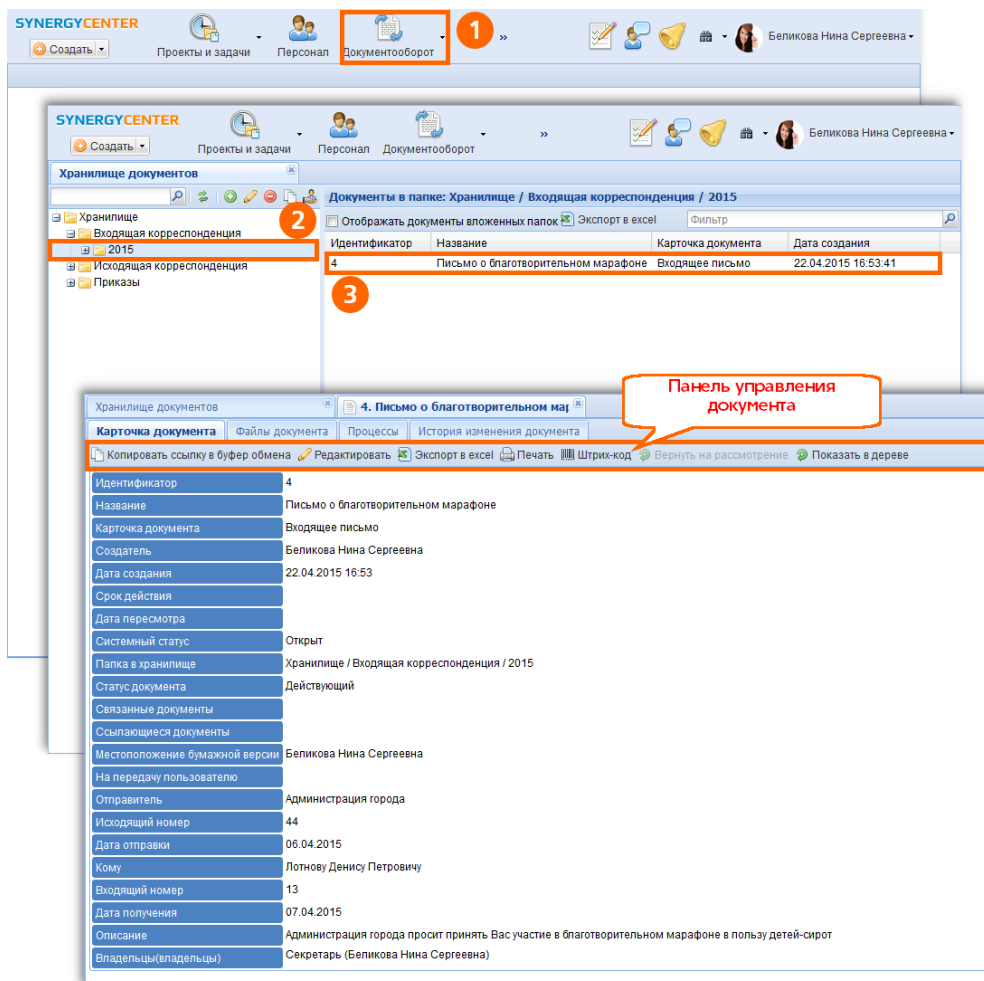 SYNERGYCENTER
Создать
Проекты и задачи
Персонал
Документооборот
1
»
Беликова Нина Сергеевна
SYNERGYCENTER
Создать
Проекты и задачи
Персонал
Документооборот
»
Беликова Нина Сергеевна
Хранилище документов
Документы в папке: Хранилище / Входящая корреспонденция / 2015
2
Отображать документы вложенных папок
Экспорт в excel
Фильтр
Хранилище
Входящая корреспонденция
2015
Исходящая корреспонденция
Приказы
Идентификатор Название Карточка документа Дата создания
4 Письмо о благотворительном марафоне Входящее письмо 22.04.2015 16:53:41
3
Панель управления
документа
Хранилище документов
4. Письмо о благотворительном мар
Карточка документа Файлы документа Процессы История изменения документа
Копировать ссылку в буфер обмена Редактировать Экспорт в excel Печать Штрих-код Вернуть на рассмотрение Показать в дереве
Идентификатор 4
Название Письмо о благотворительном марафоне
Карточка документа Входящее письмо
Создатель Беликова Нина Сергеевна
Дата создания 22.04.2015 16:53
Срок действия
Дата пересмотра
Системный статус Открыт
Папка в хранилище Хранилище / Входящая корреспонденция / 2015
Статус документа Действующий
Связанные документы
Ссылающиеся документы
Местоположение бумажной версии Беликова Нина Сергеевна
На передачу пользователю
Отправитель Администрация города
Исходящий номер 44
Дата отправки 06.04.2015
Кому Лотнову Денису Петровичу
Входящий номер 13
Дата получения 07.04.2015
Описание Администрация города просит принять Вас участие в благотворительном марафоне в пользу детей-сирот
Владельцы(владельцы) Секретарь (Беликова Нина Сергеевна)